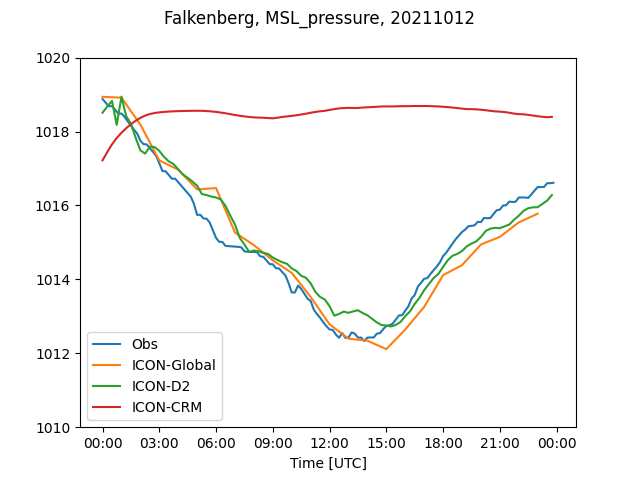 Falkenberg, MSL_pressure, 20211012
1020
1018
1016
1014
1012
1010
Obs
ICON-Global
ICON-D2
ICON-CRM
00:00 03:00 06:00 09:00 12:00 15:00 18:00 21:00 00:00
Time [UTC]